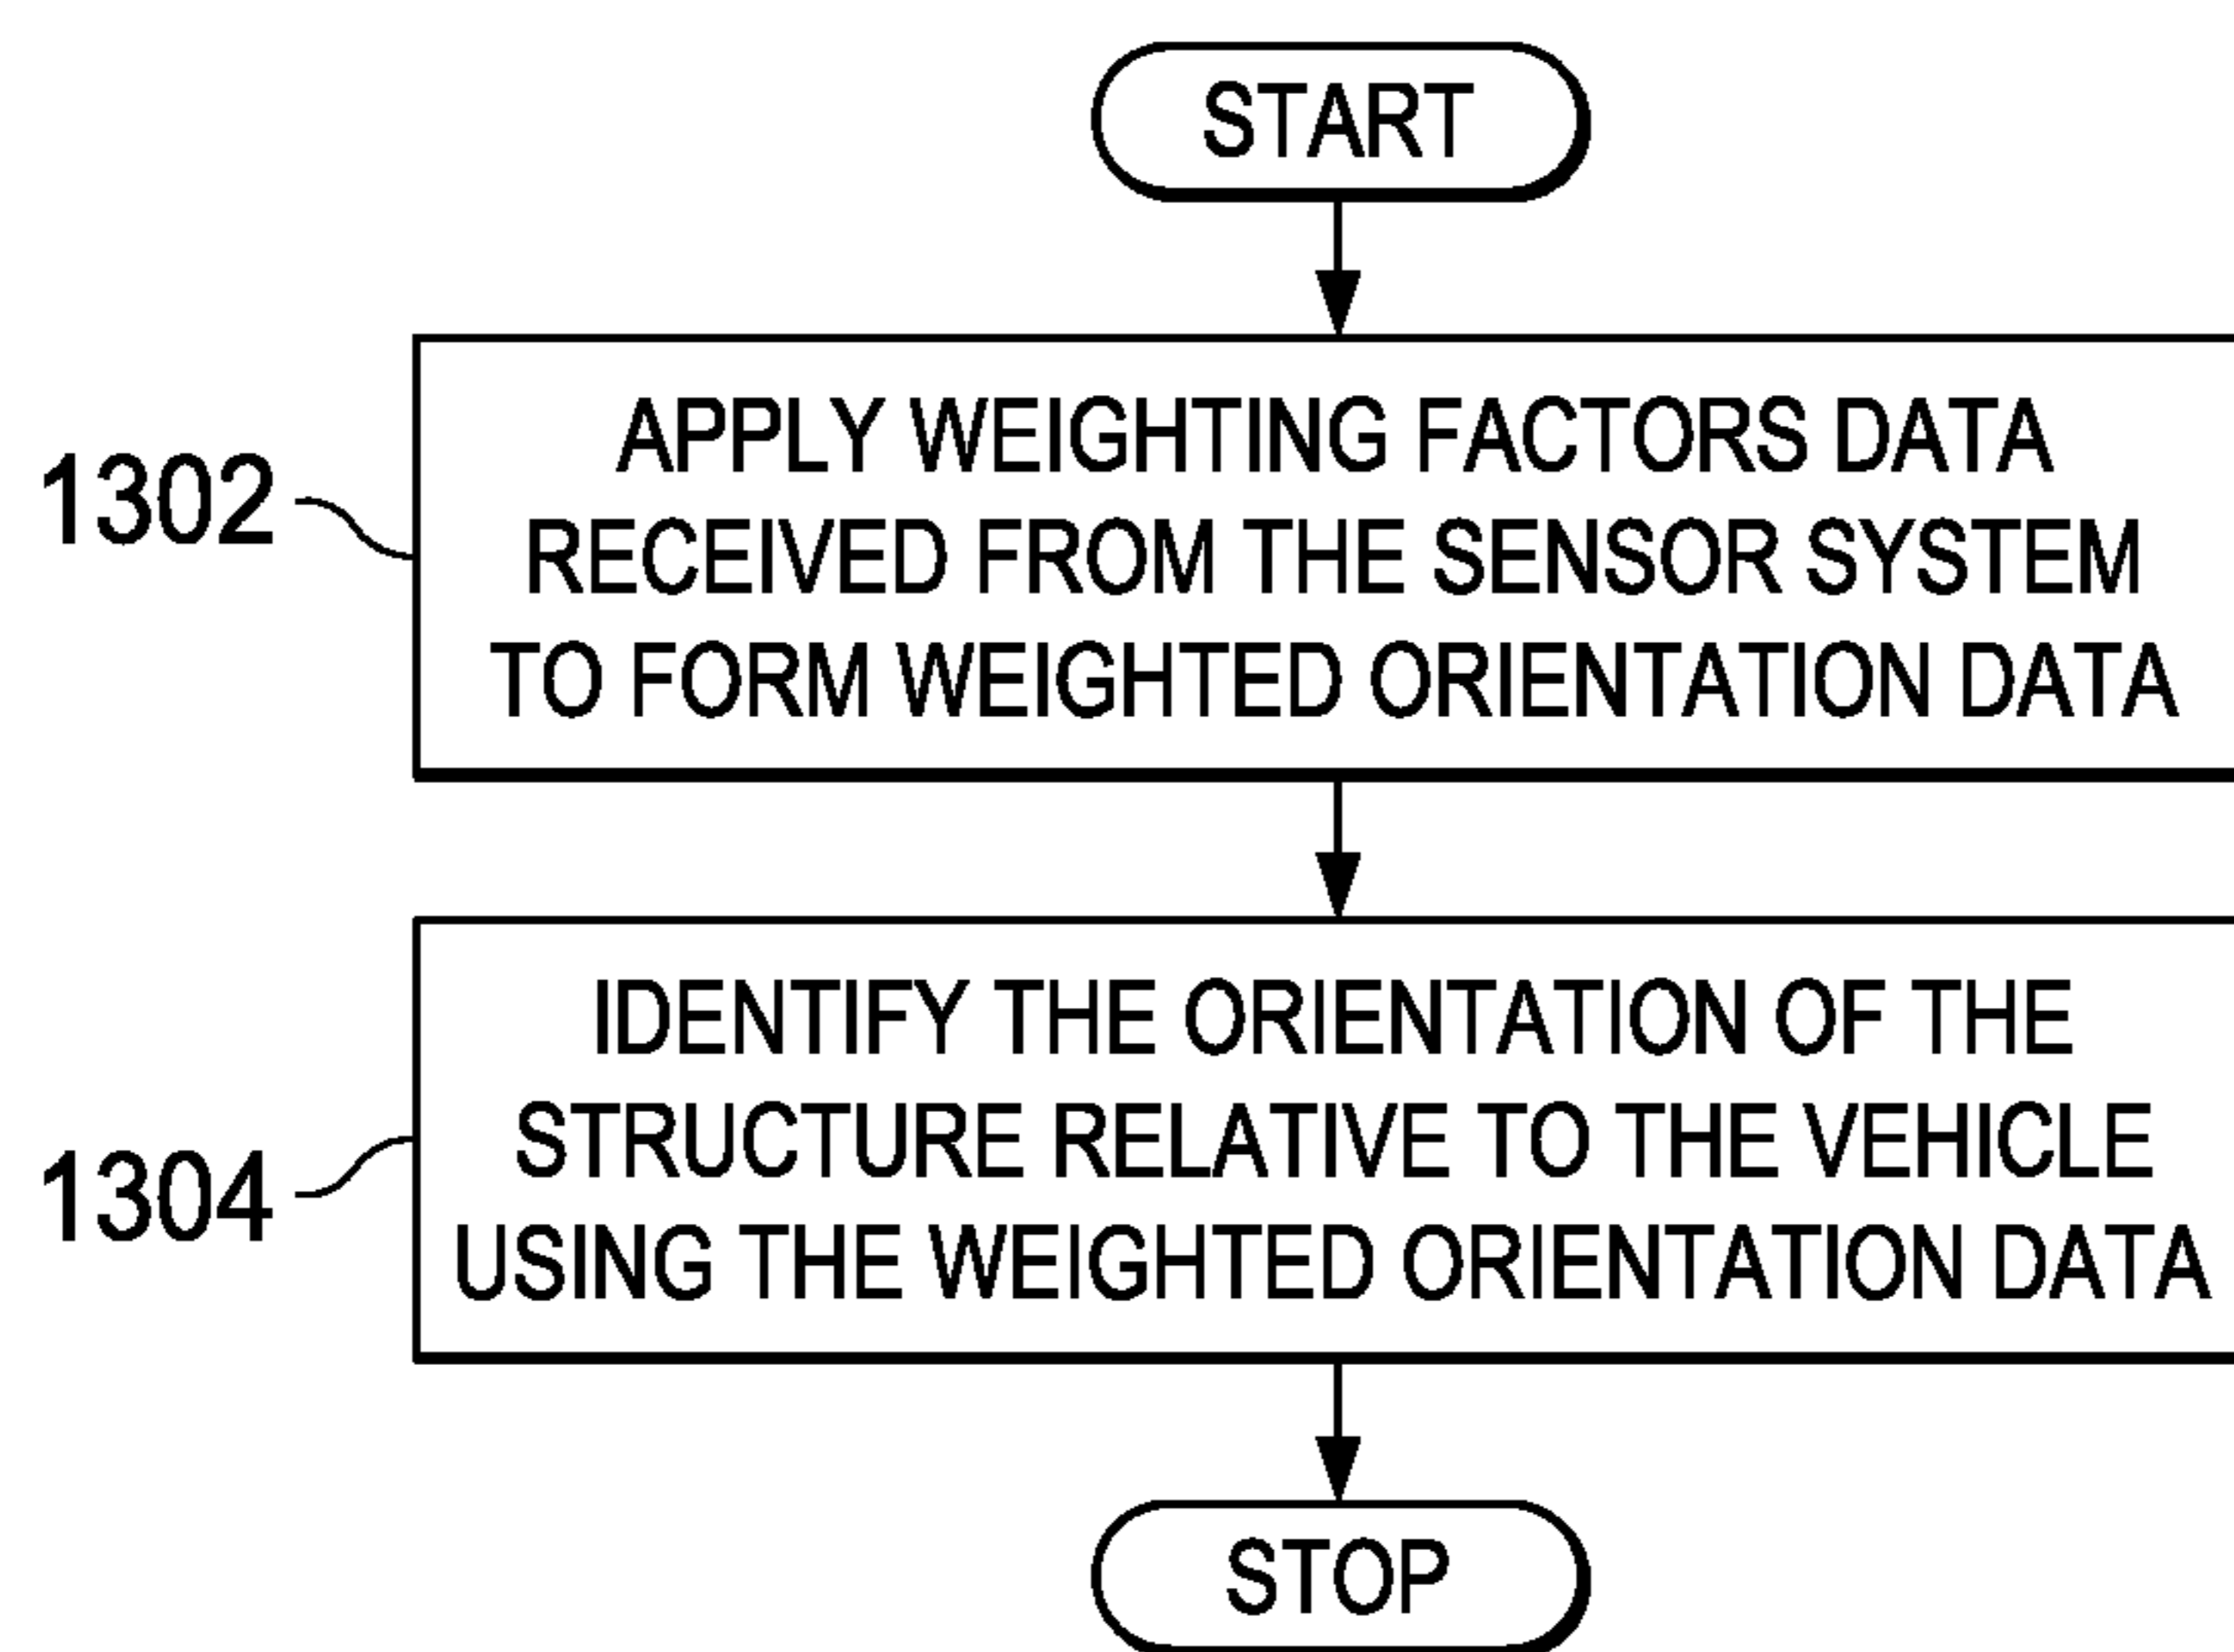 START
1302
APPLY WEIGHTING FACTORS DATA
RECEIVED FROM THE SENSOR SYSTEM
TO FORM WEIGHTED ORIENTATION DATA
1304
IDENTIFY THE ORIENTATION OF THE
STRUCTURE RELATIVE TO THE VEHICLE
USING THE WEIGHTED ORIENTATION DATA
STOP